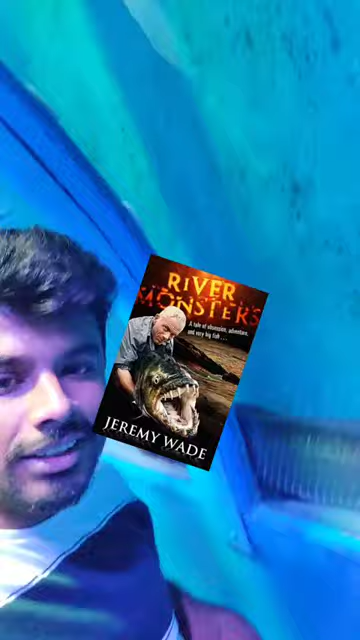 RIVER
MONSTERS
A tale of obsession, adventure,
and very big fish . . .
JEREMY WADE